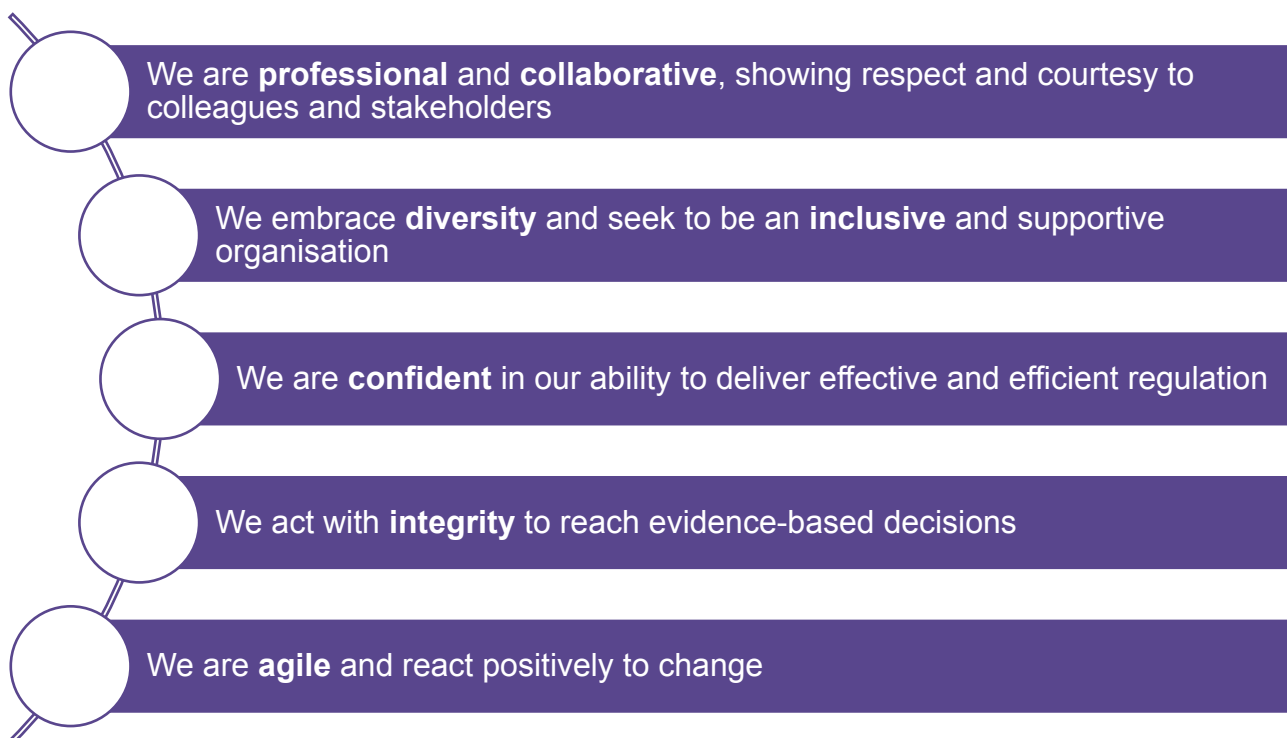 We are professional and collaborative, showing respect and courtesy to
colleagues and stakeholders
We embrace diversity and seek to be an inclusive and supportive
organisation
We are confident in our ability to deliver effective and efficient regulation
We act with integrity to reach evidence-based decisions
We are agile and react positively to change